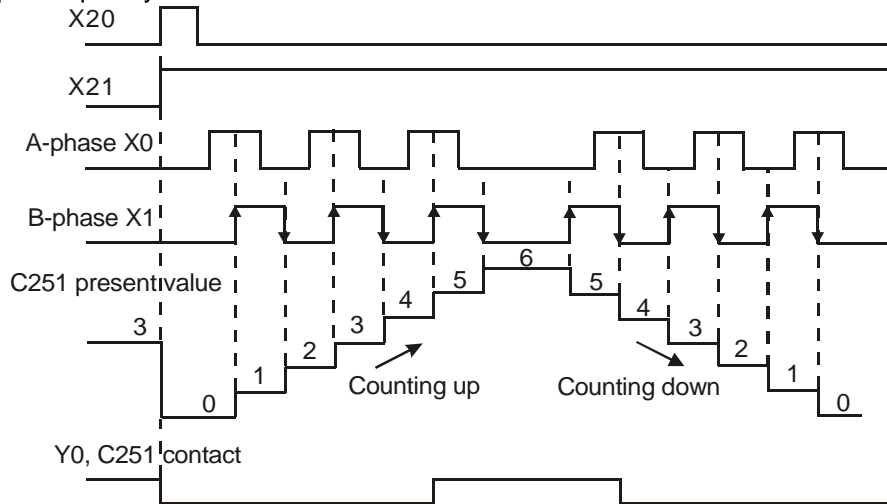 X20
X21
A-phase X0
B-phase X1
C251 present value
3
0
1
2
3
4
5
6
5
4
3
2
1
0
Counting up
Counting down
Y0, C251 contact